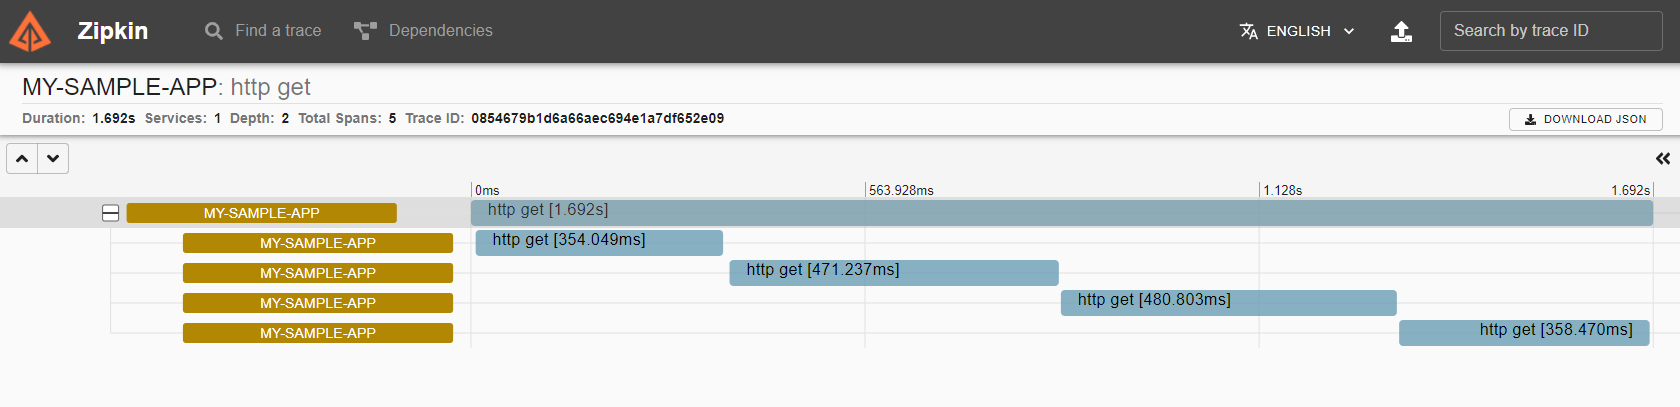 Zipkin Find a trace Dependencies ENGLISH Search by trace ID
MY-SAMPLE-APP: http get
Duration: 1.692s Services: 1 Depth: 2 Total Spans: 5 Trace ID: 0854679b1d6a66aec694e1a7df652e09 DOWNLOAD JSON
0ms 563.928ms 1.128s 1.692s
MY-SAMPLE-APP http get [1.692s]
MY-SAMPLE-APP http get [354.049ms]
MY-SAMPLE-APP http get [471.237ms]
MY-SAMPLE-APP http get [480.803ms]
MY-SAMPLE-APP http get [358.470ms]